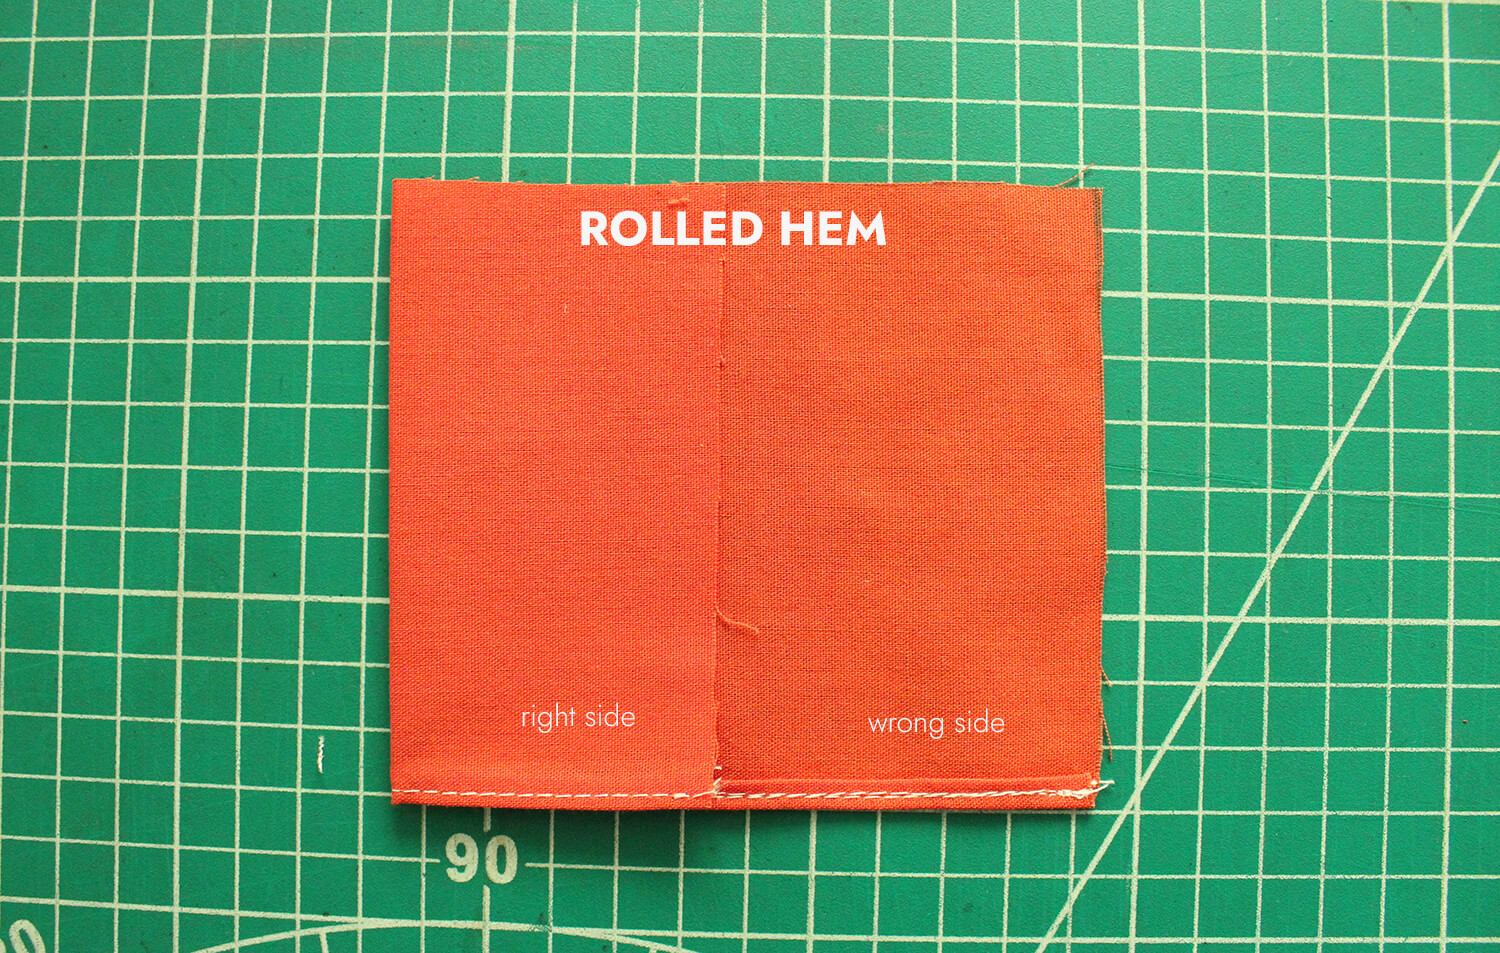 ROLLED HEM
right side
wrong side
90